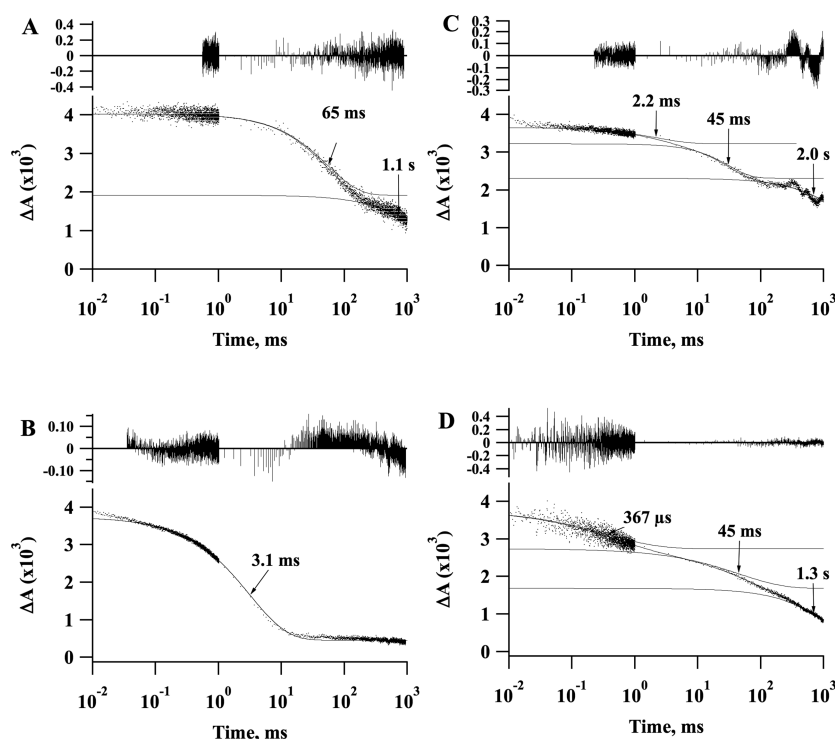 A
0.4
0.2
0
-0.2
-0.4
65 ms
1.1 s
4
3
2
1
0
ΔA (x10³)
10⁻² 10⁻¹ 10⁰ 10¹ 10² 10³
Time, ms
C
0.3
0.2
0.1
0
-0.1
-0.2
-0.3
2.2 ms
45 ms
2.0 s
4
3
2
1
0
ΔA (x10³)
10⁻² 10⁻¹ 10⁰ 10¹ 10² 10³
Time, ms
B
0.10
0
-0.10
3.1 ms
4
3
2
1
0
ΔA (x10³)
10⁻² 10⁻¹ 10⁰ 10¹ 10² 10³
Time, ms
D
0.4
0.2
0
-0.2
-0.4
367 µs
45 ms
1.3 s
4
3
2
1
0
ΔA (x10³)
10⁻² 10⁻¹ 10⁰ 10¹ 10² 10³
Time, ms